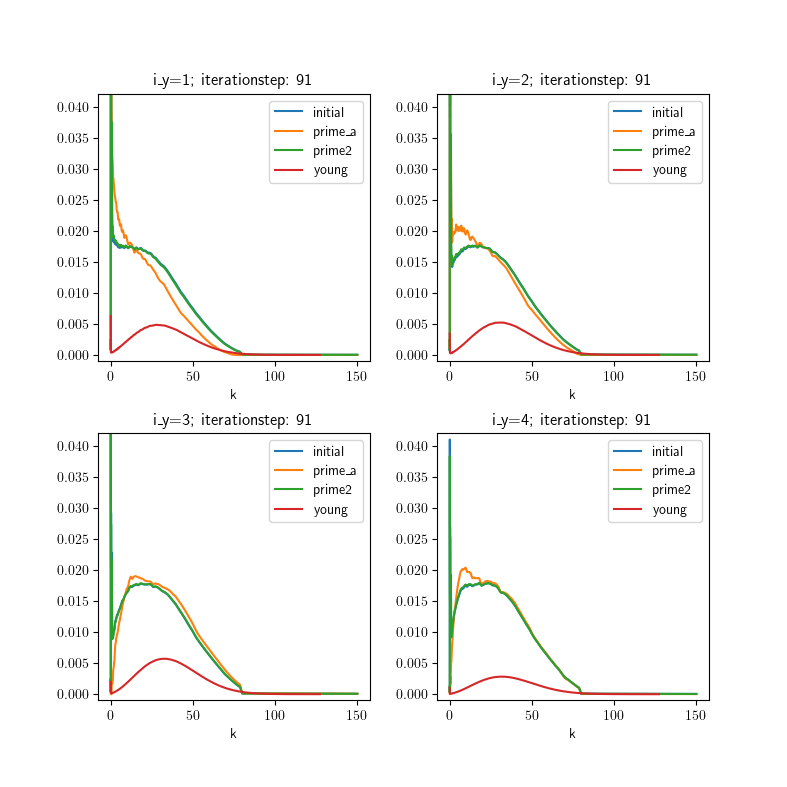 i_y=1; iterationstep: 91
0.040
0.035
0.030
0.025
0.020
0.015
0.010
0.005
0.000
0
50
100
150
k
initial
prime_a
prime2
young
i_y=2; iterationstep: 91
0.040
0.035
0.030
0.025
0.020
0.015
0.010
0.005
0.000
0
50
100
150
k
initial
prime_a
prime2
young
i_y=3; iterationstep: 91
0.040
0.035
0.030
0.025
0.020
0.015
0.010
0.005
0.000
0
50
100
150
k
initial
prime_a
prime2
young
i_y=4; iterationstep: 91
0.040
0.035
0.030
0.025
0.020
0.015
0.010
0.005
0.000
0
50
100
150
k
initial
prime_a
prime2
young